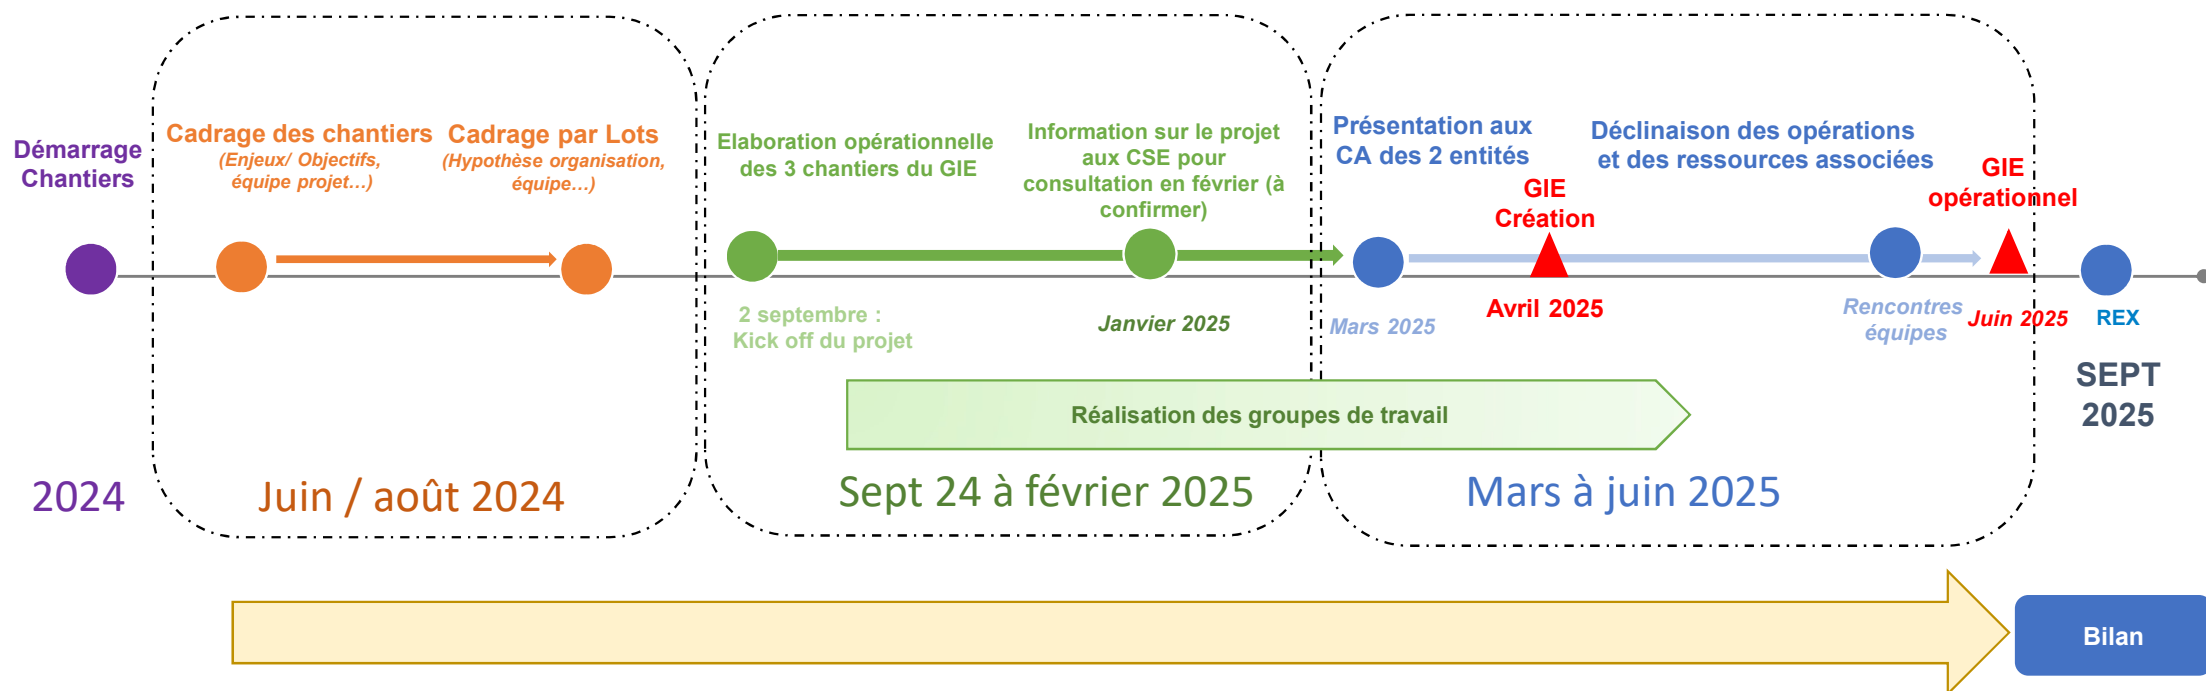 Démarrage
Chantiers
Cadrage des chantiers
(Enjeux/ Objectifs,
équipe projet…)
Cadrage par Lots
(Hypothèse organisation,
équipe…)
Elaboration opérationnelle
des 3 chantiers du GIE
Information sur le projet
aux CSE pour
consultation en février (à
confirmer)
Présentation aux
CA des 2 entités
Déclinaison des opérations
et des ressources associées
GIE
Création
GIE
opérationnel
2 septembre :
Kick off du projet
Janvier 2025
Mars 2025
Avril 2025
Rencontres
équipes
Juin 2025
REX
SEPT
2025
Réalisation des groupes de travail
2024
Juin / août 2024
Sept 24 à février 2025
Mars à juin 2025
Bilan